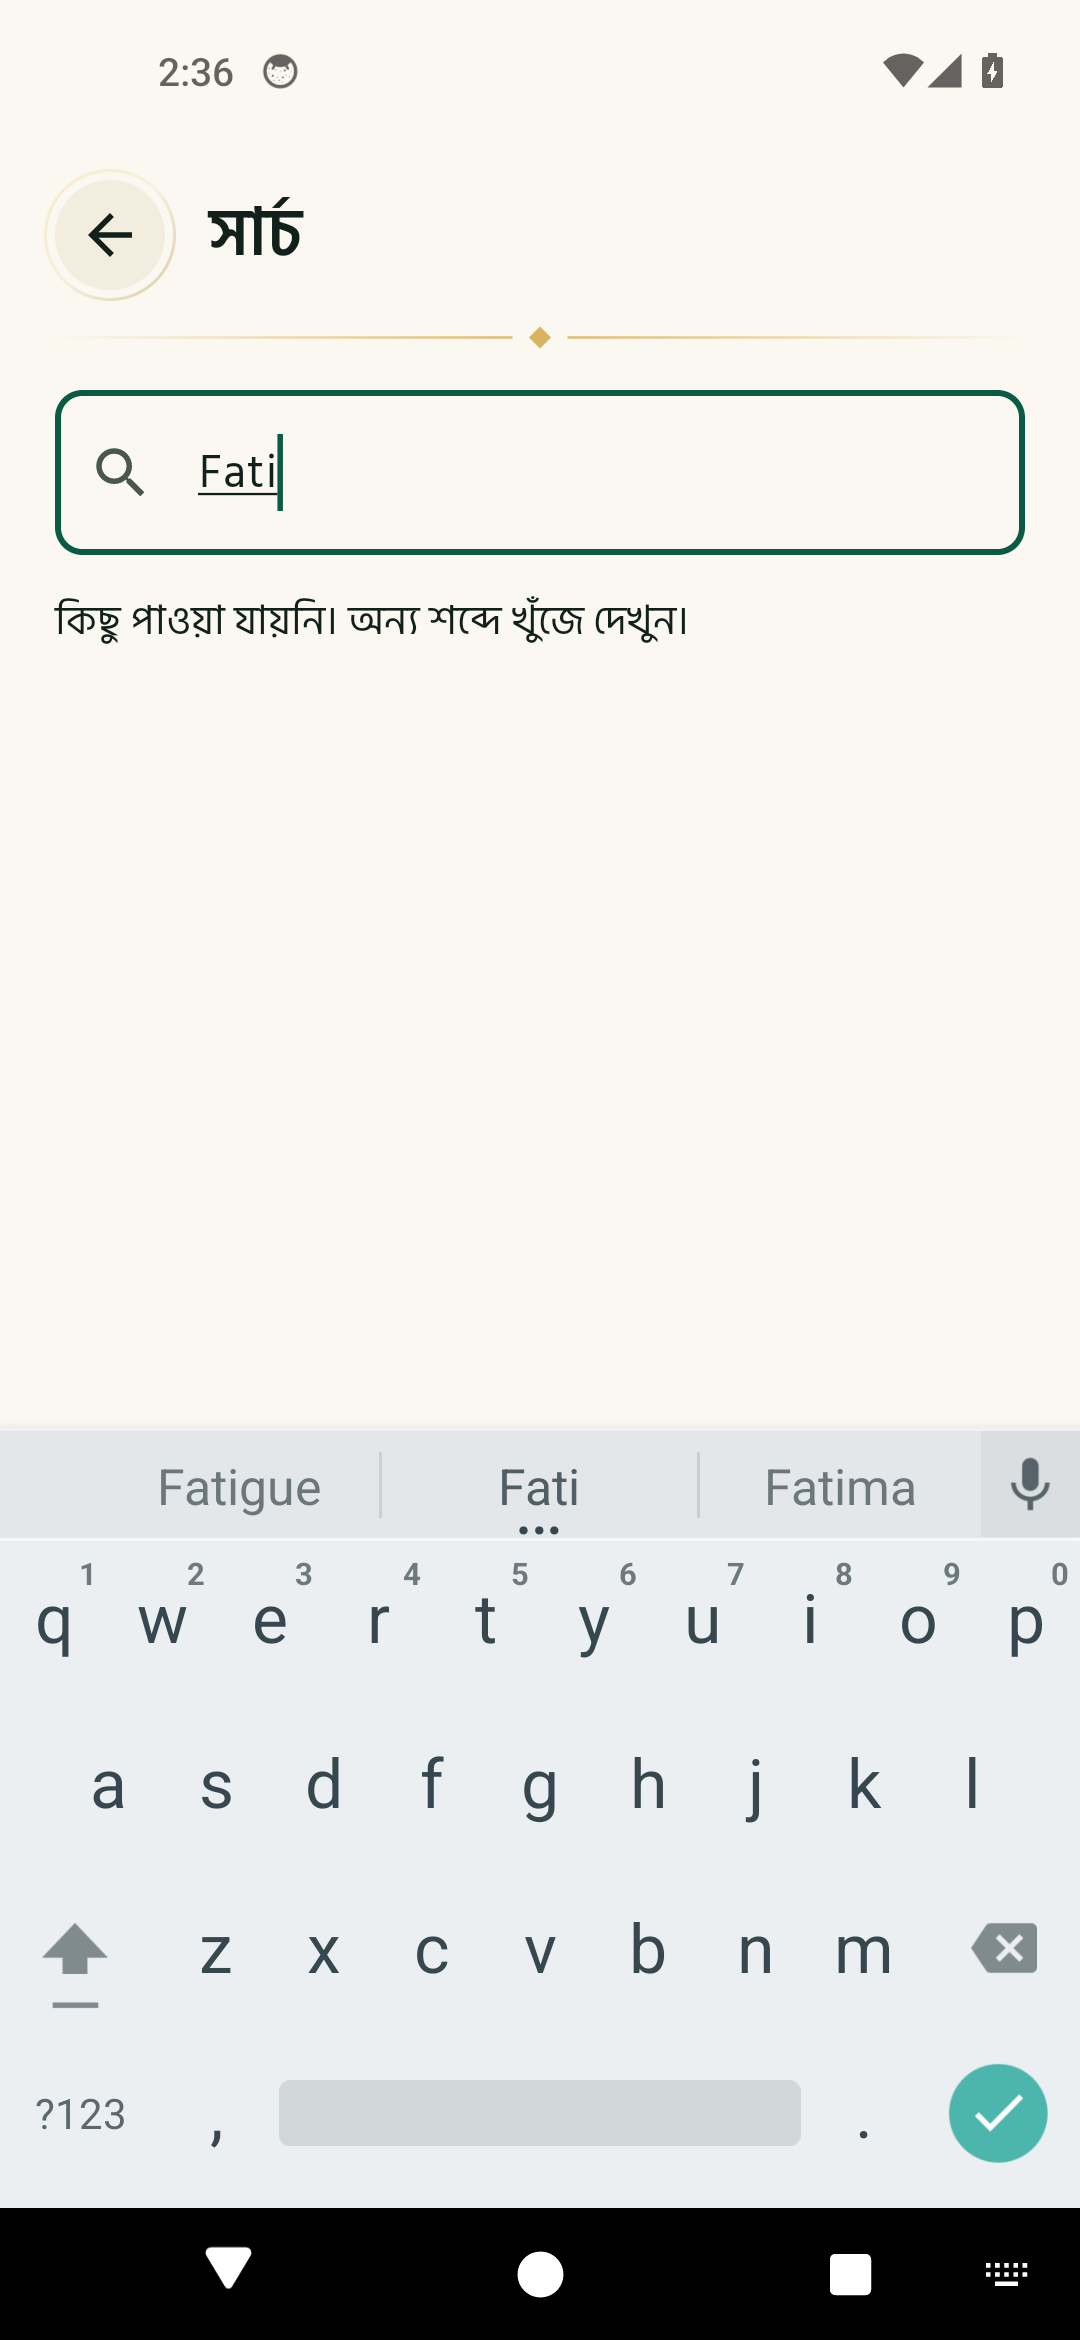 2:36
সার্চ
Fati
কিছু পাওয়া যায়নি। অন্য শব্দে খুঁজে দেখুন।
Fatigue Fati Fatima
1 2 3 4 5 6 7 8 9 0
q w e r t y u i o p
a s d f g h j k l
z x c v b n m
?123 , .